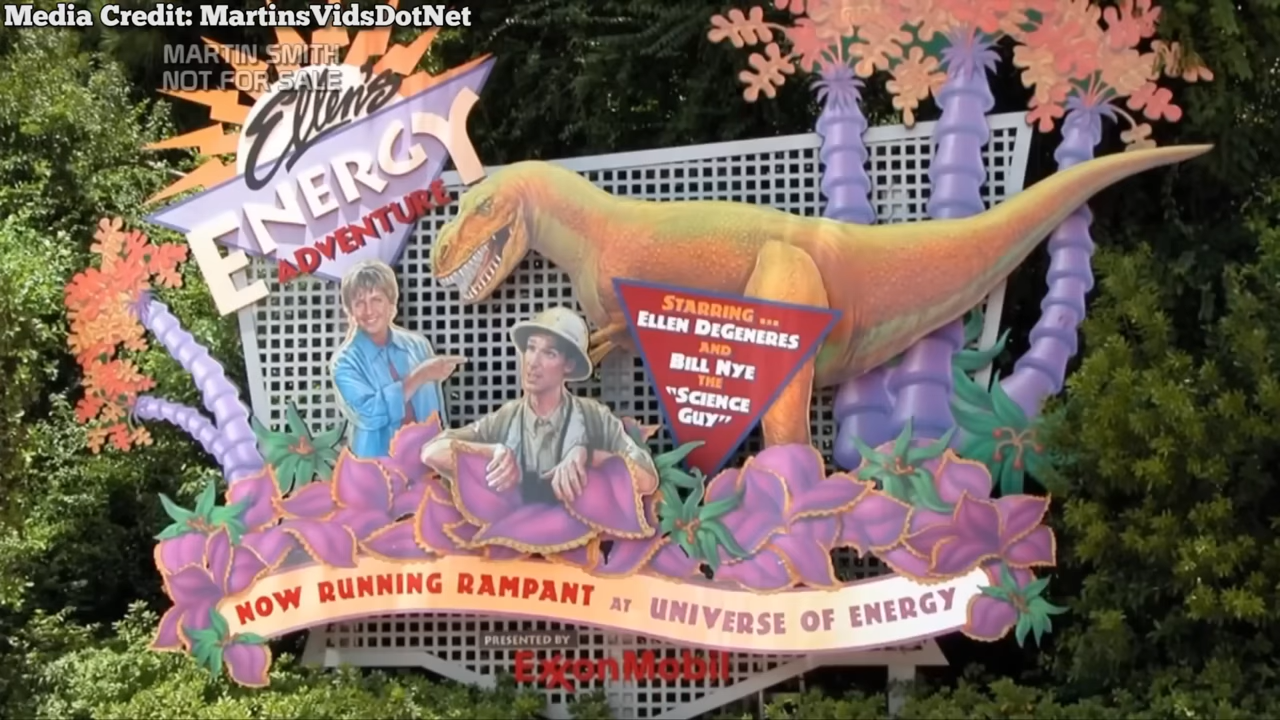 Media Credit: MartinsVidsDotNet
MARTIN SMITH
NOT FOR SALE
Ellen's
ENERGY
ADVENTURE
STARRING ...
ELLEN DEGENERES
AND
BILL NYE
THE
"SCIENCE
GUY"
NOW RUNNING RAMPANT AT UNIVERSE OF ENERGY
PRESENTED BY
ExxonMobil